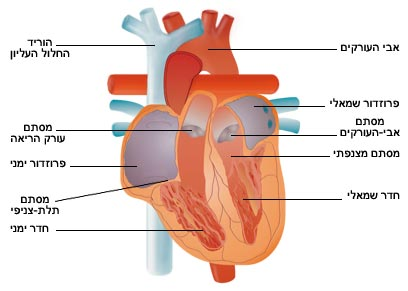 הוריד
החלול העליון
אבי העורקים
פרוזדור שמאלי
מסתם
אבי-העורקים
מסתם
עורק הריאה
מסתם מצנפתי
פרוזדור ימני
חדר שמאלי
מסתם
תלת-צניפי
חדר ימני